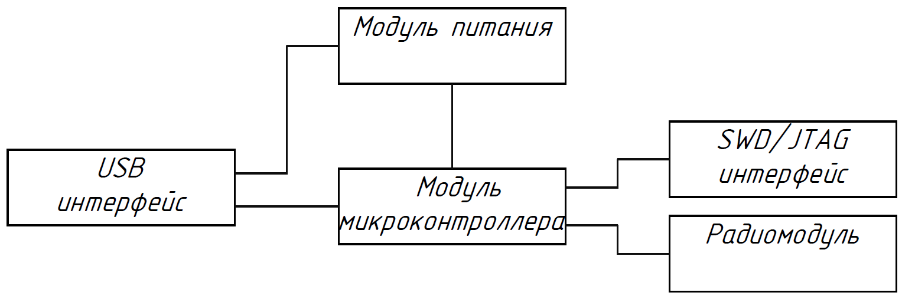 Модуль питания
USB
интерфейс
Модуль
микроконтроллера
SWD/JTAG
интерфейс
Радиомодуль